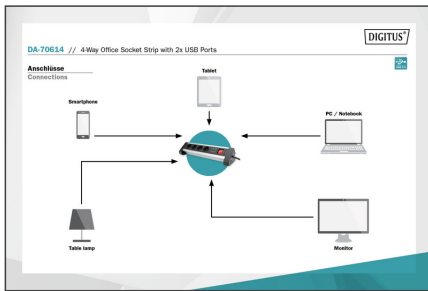 DIGITUS®
DA-70614 // 4-Way Office Socket Strip with 2x USB Ports
Anschlüsse
Connections
Tablet
Smartphone
PC / Notebook
Table lamp
Monitor